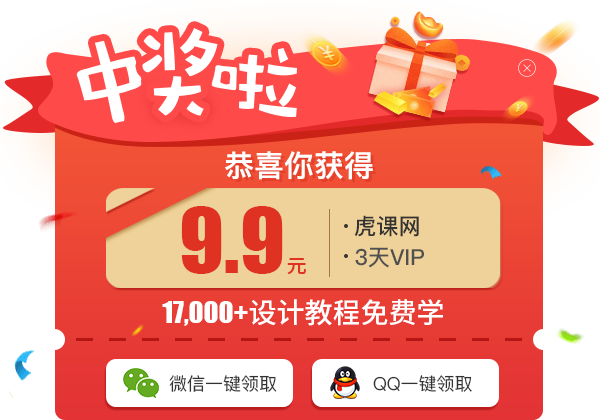 中奖啦
恭喜你获得
9.9元
·虎课网
·3天VIP
17,000+设计教程免费学
微信一键领取
QQ一键领取